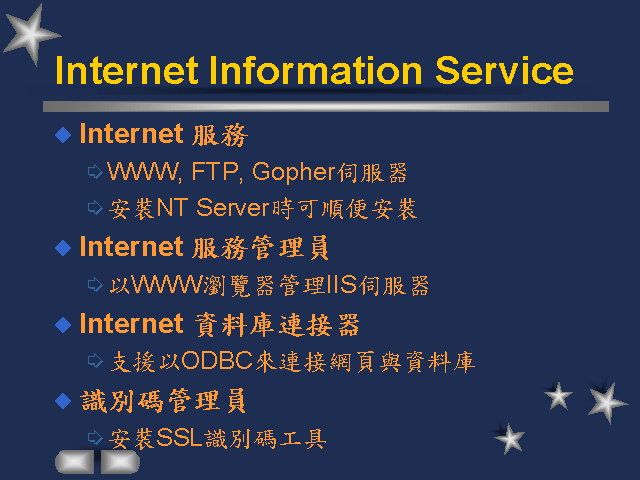 Internet Information Service
Internet 服務
WWW, FTP, Gopher伺服器
安裝NT Server時可順便安裝
Internet 服務管理員
以WWW瀏覽器管理IIS伺服器
Internet 資料庫連接器
支援以ODBC來連接網頁與資料庫
識別碼管理員
安裝SSL識別碼工具